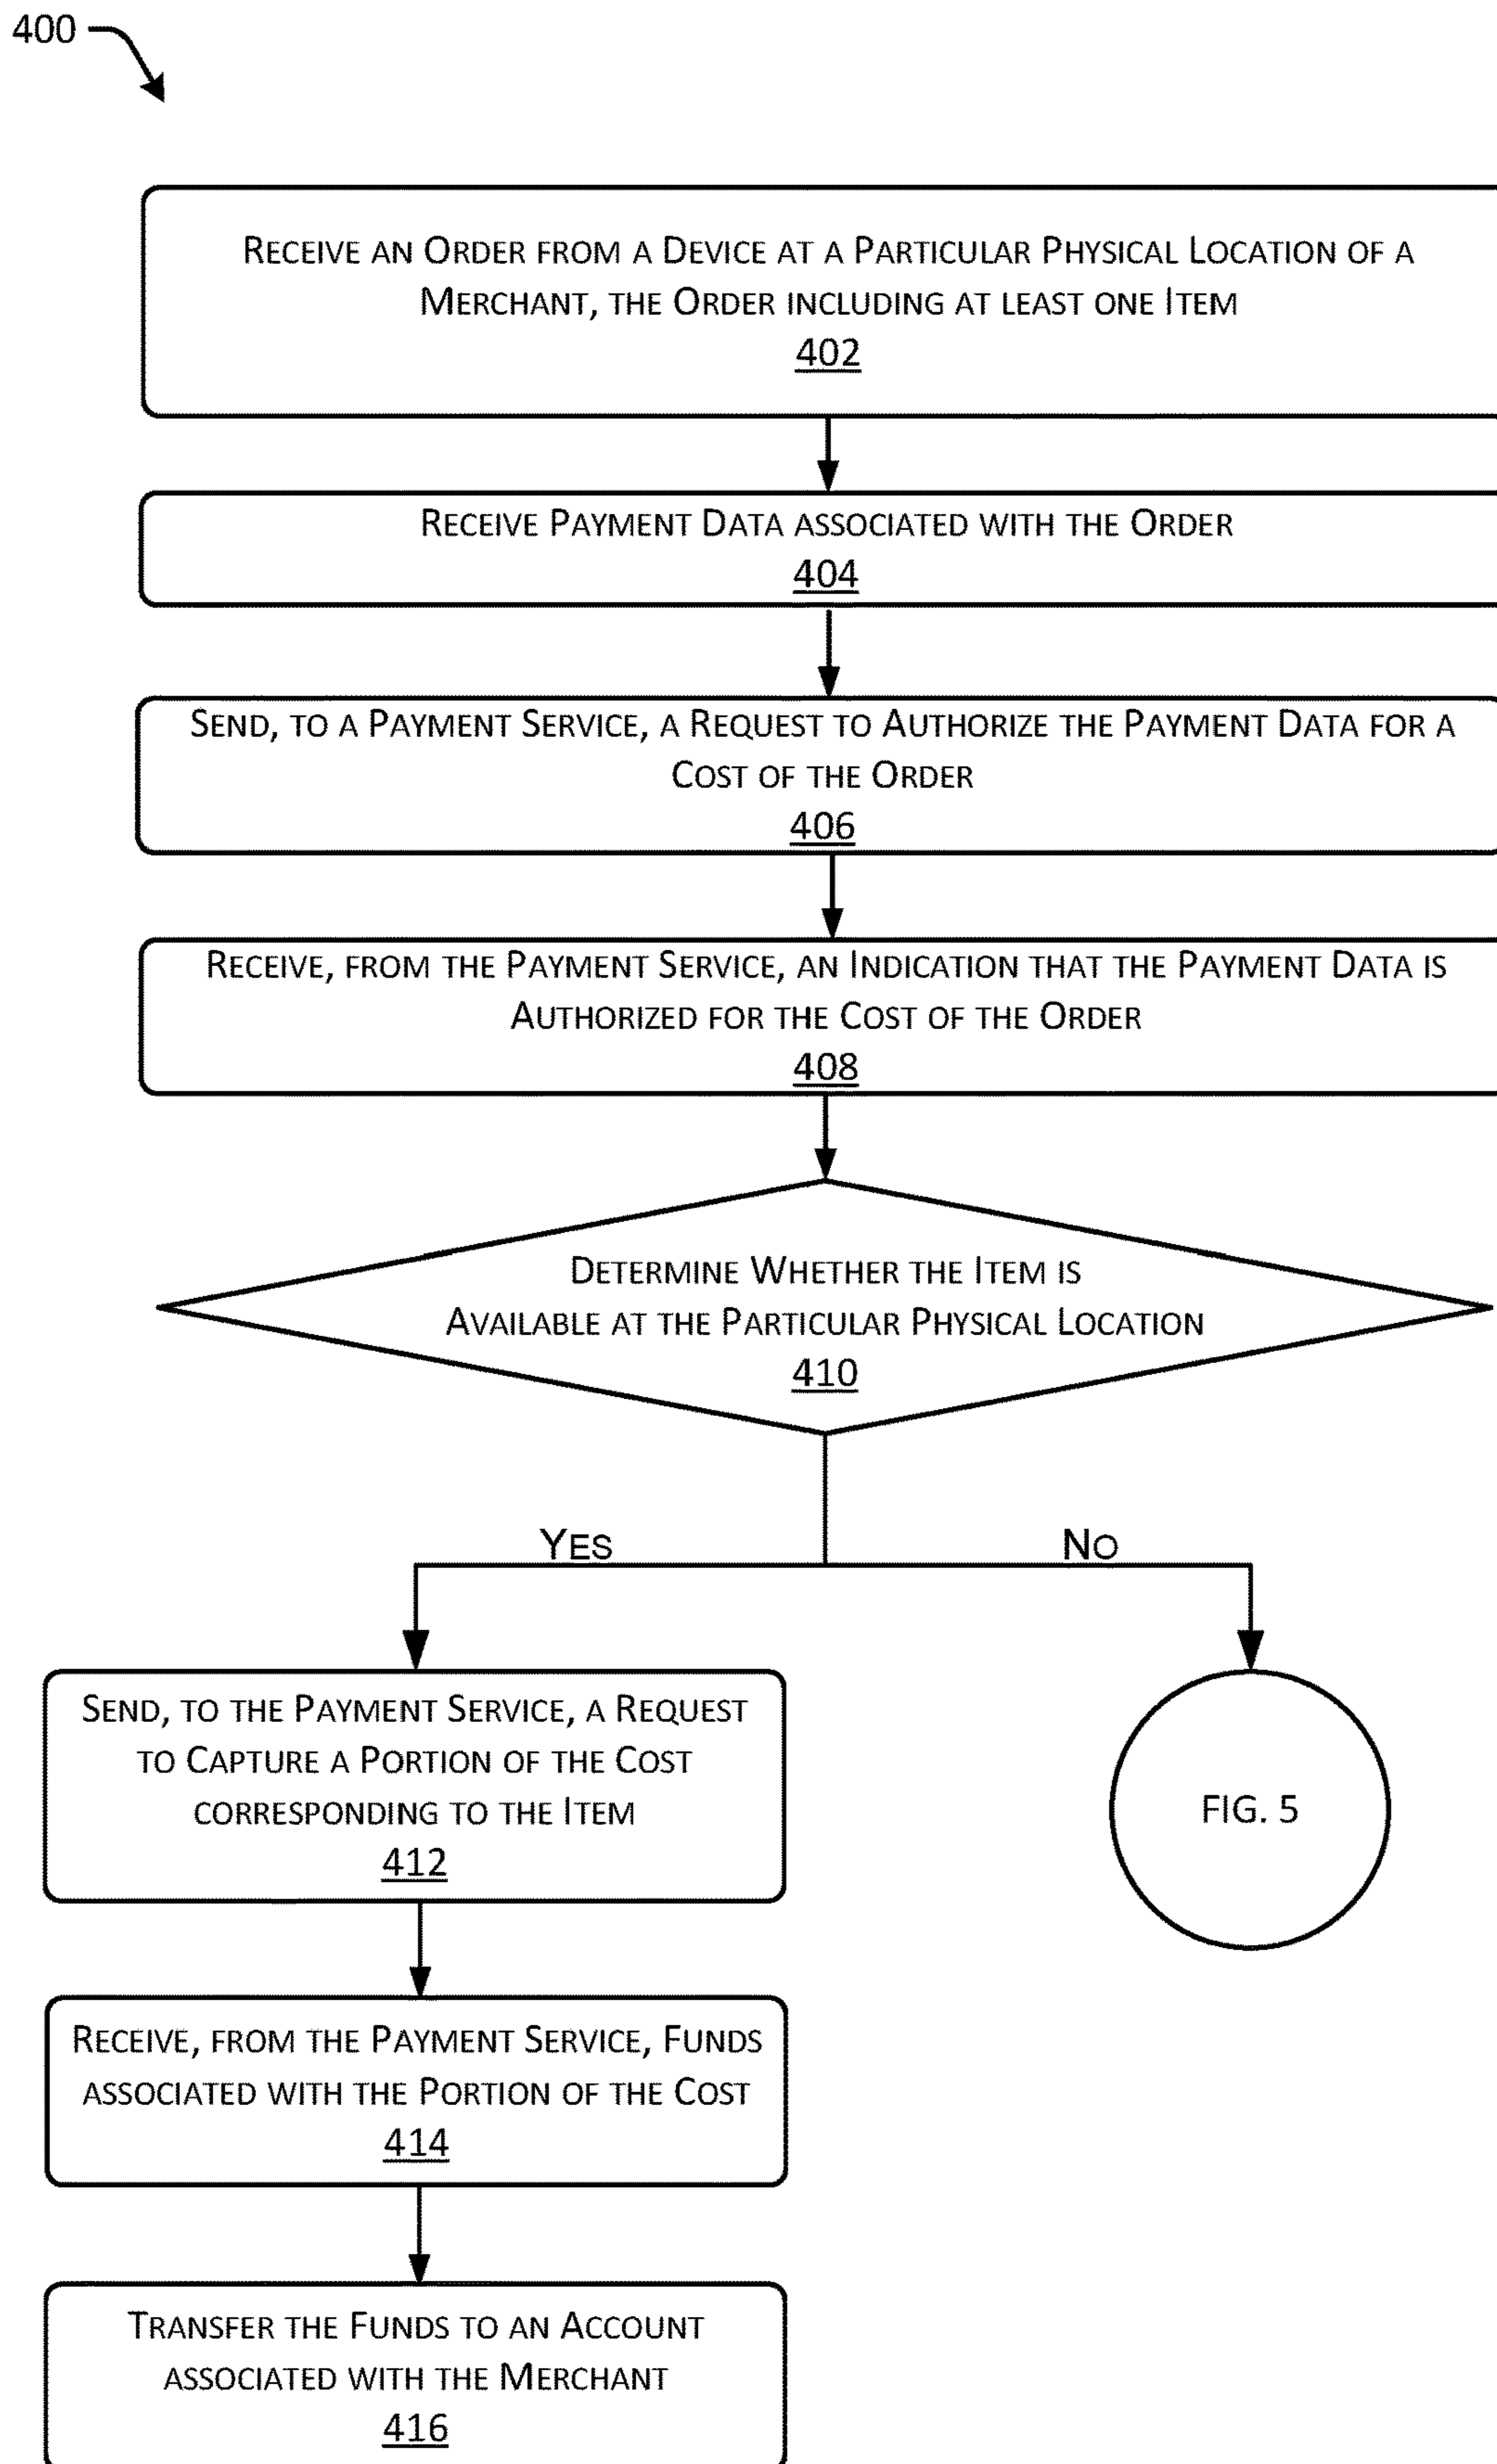 400
Receive an Order from a Device at a Particular Physical Location of a
Merchant, the Order including at least one Item
402
Receive Payment Data associated with the Order
404
Send, to a Payment Service, a Request to Authorize the Payment Data for a
Cost of the Order
406
Receive, from the Payment Service, an Indication that the Payment Data is
Authorized for the Cost of the Order
408
Determine Whether the Item is
Available at the Particular Physical Location
410
Yes
No
Send, to the Payment Service, a Request
to Capture a Portion of the Cost
corresponding to the Item
412
FIG. 5
Receive, from the Payment Service, Funds
associated with the Portion of the Cost
414
Transfer the Funds to an Account
associated with the Merchant
416